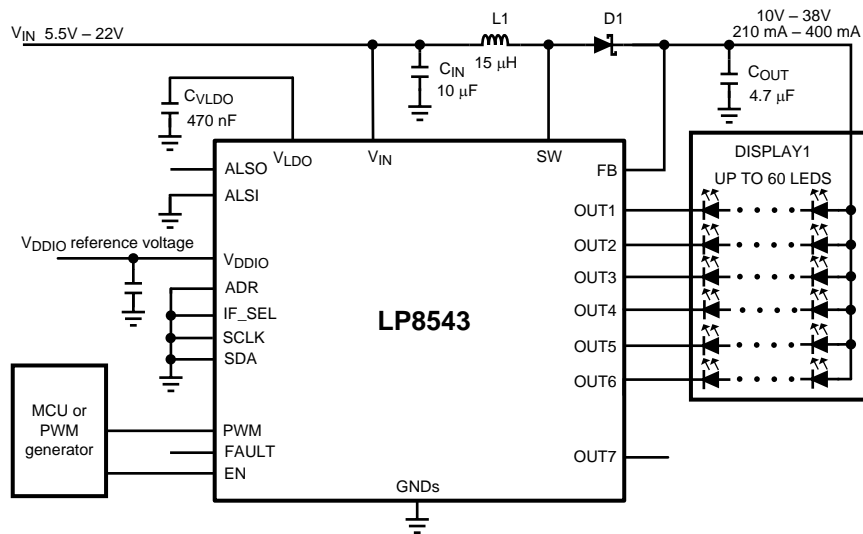 L1
D1
10V – 38V
210 mA – 400 mA
VIN 5.5V – 22V
15 μH
CIN
10 μF
COUT
4.7 μF
CVLDO
470 nF
VLDO
VIN
SW
FB
DISPLAY1
UP TO 60 LEDS
ALSO
ALSI
OUT1
VDDIO reference voltage
VDDIO
OUT2
ADR
OUT3
IF_SEL
LP8543
OUT4
SCLK
SDA
OUT5
OUT6
MCU or
PWM
generator
PWM
FAULT
EN
OUT7
GNDs